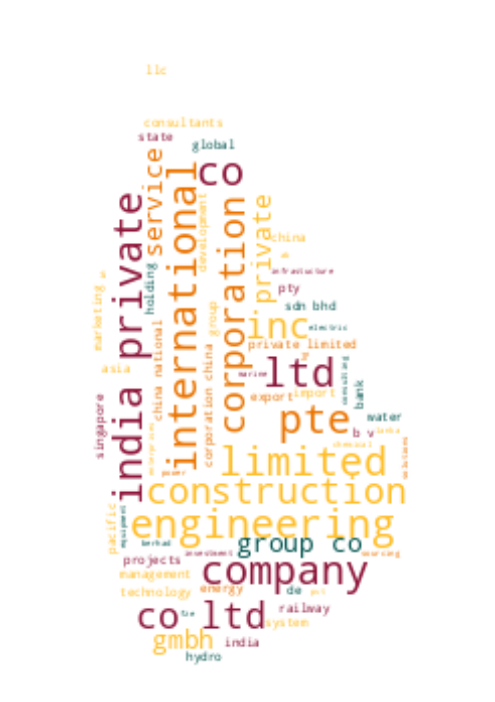 llc
consultants
state
global
co
service
international
private
india private
development
corporation
china
infrastructure
holding
pty
marketing
sdn bhd
group
inc
electric
china national
private limited
corporation china
ltd
marine
asia
consulting
export
import
bank
singapore
pte
water
b v
lanka
chemical
solutions
enterprises
power
limited
construction
pacific
equipment
engineering
group co
berhad
investment
sourcing
projects
company
management
technology
energy
de
co ltd
fze
railway
system
gmbh
india
hydro